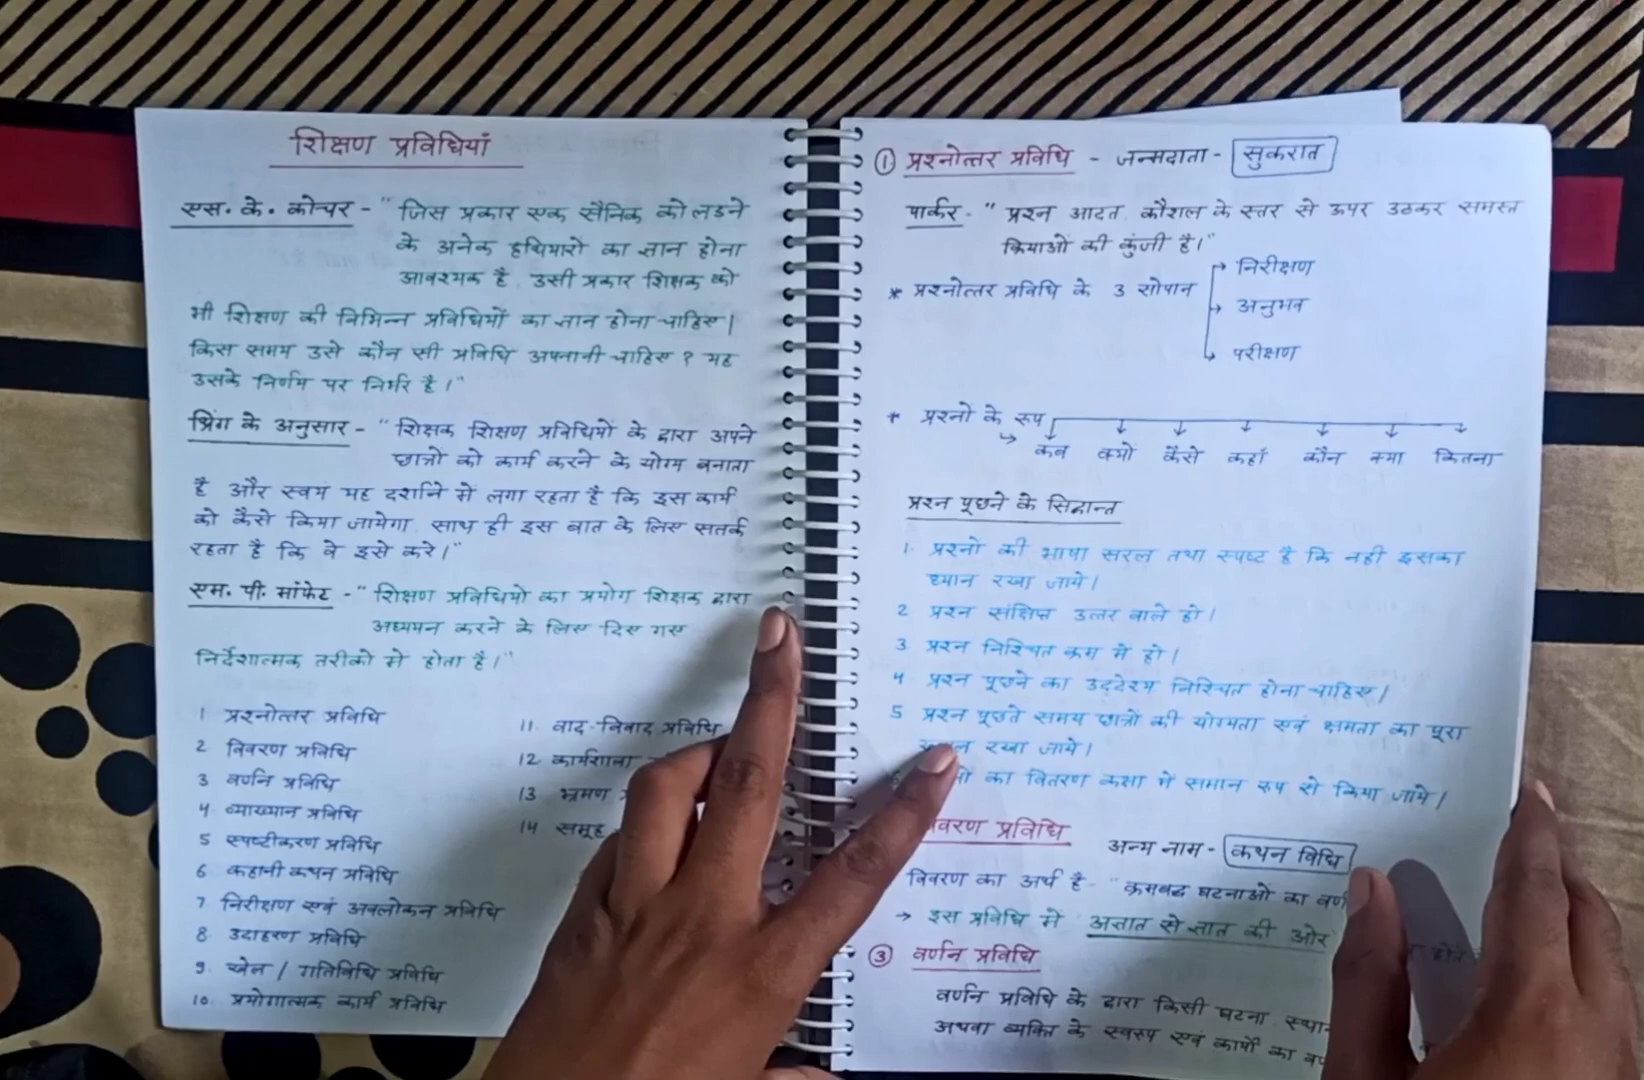 शिक्षण प्रविधियाँ
एस. के. कोचर - "जिस प्रकार एक सैनिक को लडने
के अनेक हथियारों का ज्ञान होना
आवश्यक है, उसी प्रकार शिक्षक को
भी शिक्षण की विभिन्न प्रविधियों का ज्ञान होना चाहिए।
किस समय उसे कौन सी प्रविधि अपनानी चाहिए ? यह
उसके निर्णय पर निर्भर है।"
थ्रिंग के अनुसार - "शिक्षक शिक्षण प्रविधियों के द्वारा अपने
छात्रों को कार्य करने के योग्य बनाता
है और स्वयं यह दर्शाने में लगा रहता है कि इस कार्य
को कैसे किया जायेगा, साथ ही इस बात के लिए सतर्क
रहता है कि वे इसे करे।"
एम. पी. मांफेट - "शिक्षण प्रविधियो का प्रयोग शिक्षक द्वारा
अध्ययन करने के लिए दिए गए
निर्देशात्मक तरीको मे होता है।"
1 प्रश्नोत्तर प्रविधि
2 विवरण प्रविधि
3 वर्णन प्रविधि
4. व्याख्यान प्रविधि
5 स्पष्टीकरण प्रविधि
6 कहानी कथन प्रविधि
7 निरीक्षण एवं अवलोकन प्रविधि
8 उदाहरण प्रविधि
9. खेल / गतिविधि प्रविधि
10. प्रयोगात्मक कार्य प्रविधि
11. वाद-विवाद प्रविधि
12. कार्यशाला
13 भ्रमण
14 समूह
① प्रश्नोत्तर प्रविधि - जन्मदाता - सुकरात
पार्कर - "प्रश्न आदत, कौशल के स्तर से ऊपर उठकर समस्त
क्रियाओं की कुंजी है।"
* प्रश्नोत्तर प्रविधि के 3 सोपान → निरीक्षण
→ अनुभव
→ परीक्षण
* प्रश्नों के रूप
→ कब क्यों कैसे कहाँ कौन क्या कितना
प्रश्न पूछने के सिद्धान्त
1. प्रश्नों की भाषा सरल तथा स्पष्ट है कि नही इसका
ध्यान रखा जाये।
2 प्रश्न संक्षिप्त उत्तर वाले हो।
3 प्रश्न निश्चित क्रम में हो।
4 प्रश्न पूछने का उद्देश्य निश्चित होना चाहिए।
5 प्रश्न पूछते समय छात्रों की योग्यता एवं क्षमता का पूरा
रखा जाये।
का वितरण कक्षा में समान रूप से किया जाये।
विवरण प्रविधि अन्य नाम - कथन विधि
विवरण का अर्थ है - "क्रमबद्ध घटनाओं का
→ इस प्रविधि में अज्ञात से ज्ञात की ओर
③ वर्णन प्रविधि
वर्णन प्रविधि के द्वारा किसी घटना,
अथवा व्यक्ति के स्वरूप एवं कार्यों का